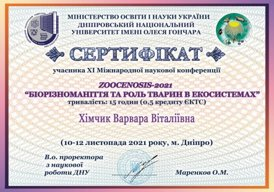 МІНІСТЕРСТВО ОСВІТИ І НАУКИ УКРАЇНИ
ДНІПРОВСЬКИЙ НАЦІОНАЛЬНИЙ
УНІВЕРСИТЕТ ІМЕНІ ОЛЕСЯ ГОНЧАРА
СЕРТИФІКАТ
учасника XI Міжнародної наукової конференції
ZOOCENOSIS-2021
“БІОРІЗНОМАНІТТЯ ТА РОЛЬ ТВАРИН В ЕКОСИСТЕМАХ”
тривалість: 15 годин (0,5 кредиту ЄКТС)
Хімчик Варвара Віталіївна
(10-12 листопада 2021 року, м. Дніпро)
В.о. проректора
з наукової
роботи ДНУ
Маренков О.М.